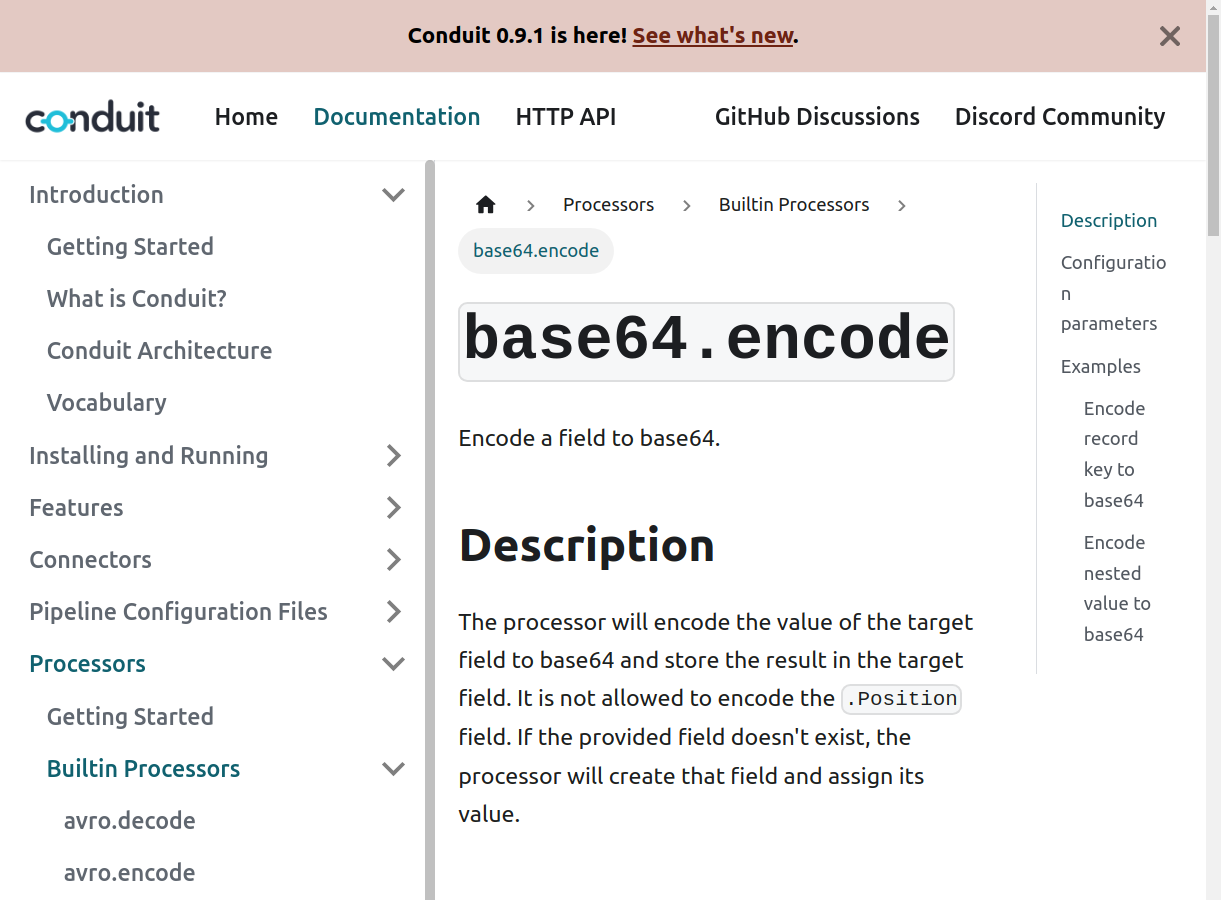 Conduit 0.9.1 is here! See what's new.
conduit
Home
Documentation
HTTP API
GitHub Discussions
Discord Community
Introduction
Getting Started
What is Conduit?
Conduit Architecture
Vocabulary
Installing and Running
Features
Connectors
Pipeline Configuration Files
Processors
Getting Started
Builtin Processors
avro.decode
avro.encode
Processors
Builtin Processors
base64.encode
base64.encode
Encode a field to base64.
Description
The processor will encode the value of the target
field to base64 and store the result in the target
field. It is not allowed to encode the .Position
field. If the provided field doesn't exist, the
processor will create that field and assign its
value.
Description
Configuratio
n
parameters
Examples
Encode
record
key to
base64
Encode
nested
value to
base64